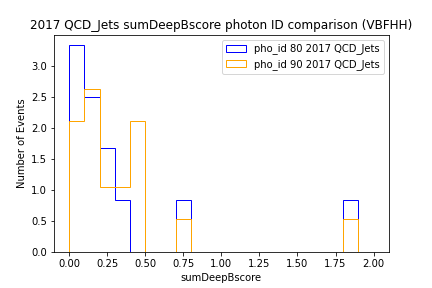 2017 QCD_Jets sumDeepBscore photon ID comparison (VBFHH)
pho_id 80 2017 QCD_Jets
pho_id 90 2017 QCD_Jets
Number of Events
3.0
2.5
2.0
1.5
1.0
0.5
0.0
0.00 0.25 0.50 0.75 1.00 1.25 1.50 1.75 2.00
sumDeepBscore